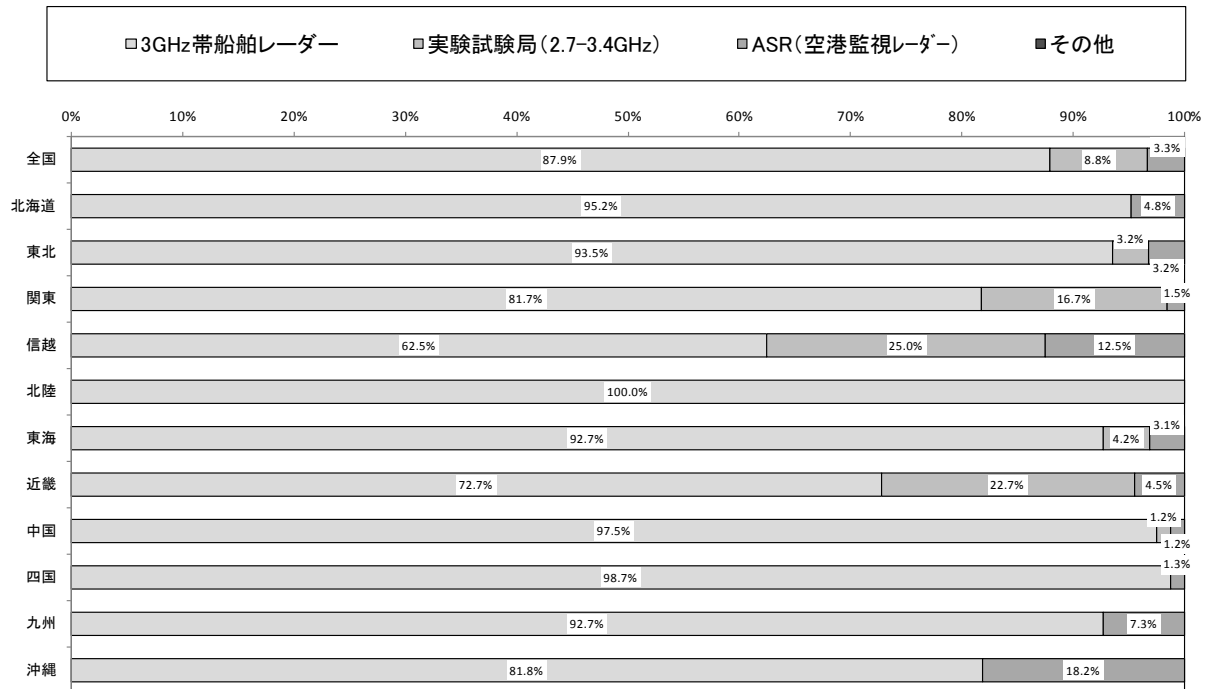 3GHz帯船舶レーダー 実験試験局(2.7-3.4GHz) ASR(空港監視ﾚｰﾀﾞｰ) その他
0% 10% 20% 30% 40% 50% 60% 70% 80% 90% 100%
全国 87.9% 8.8% 3.3%
北海道 95.2% 4.8%
東北 93.5% 3.2% 3.2%
関東 81.7% 16.7% 1.5%
信越 62.5% 25.0% 12.5%
北陸 100.0%
東海 92.7% 4.2% 3.1%
近畿 72.7% 22.7% 4.5%
中国 97.5% 1.2% 1.2%
四国 98.7% 1.3%
九州 92.7% 7.3%
沖縄 81.8% 18.2%